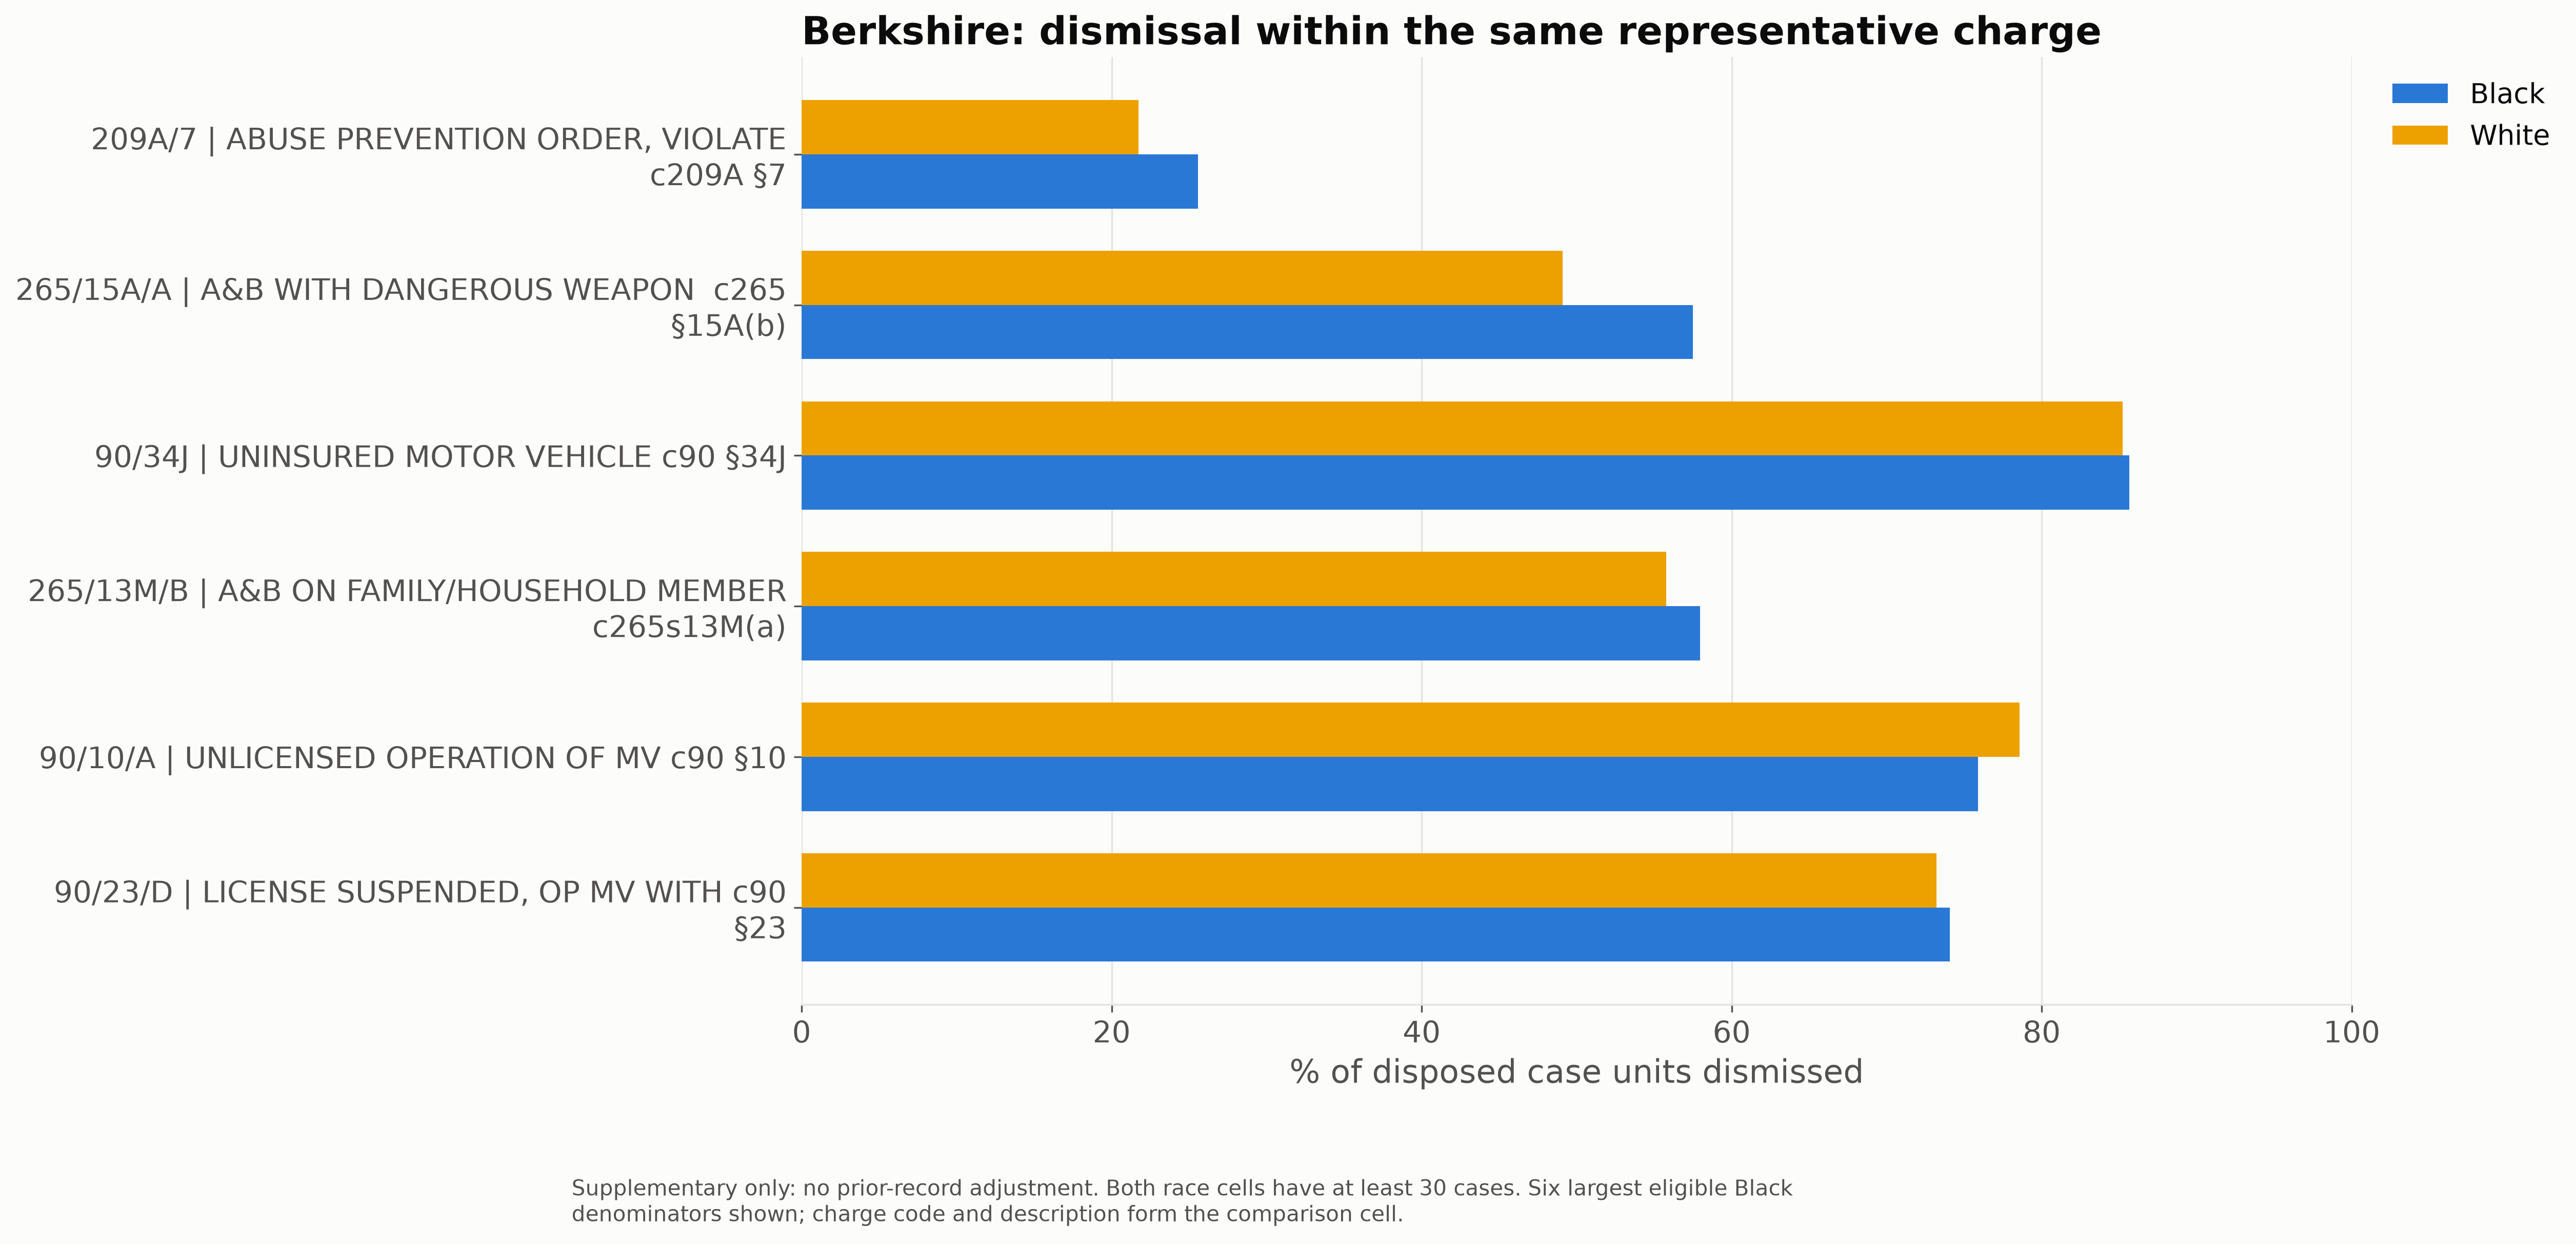 Berkshire: dismissal within the same representative charge
Black
White
209A/7 | ABUSE PREVENTION ORDER, VIOLATE
c209A §7
265/15A/A | A&B WITH DANGEROUS WEAPON  c265
§15A(b)
90/34J | UNINSURED MOTOR VEHICLE c90 §34J
265/13M/B | A&B ON FAMILY/HOUSEHOLD MEMBER
c265s13M(a)
90/10/A | UNLICENSED OPERATION OF MV c90 §10
90/23/D | LICENSE SUSPENDED, OP MV WITH c90
§23
0 20 40 60 80 100
% of disposed case units dismissed
Supplementary only: no prior-record adjustment. Both race cells have at least 30 cases. Six largest eligible Black
denominators shown; charge code and description form the comparison cell.